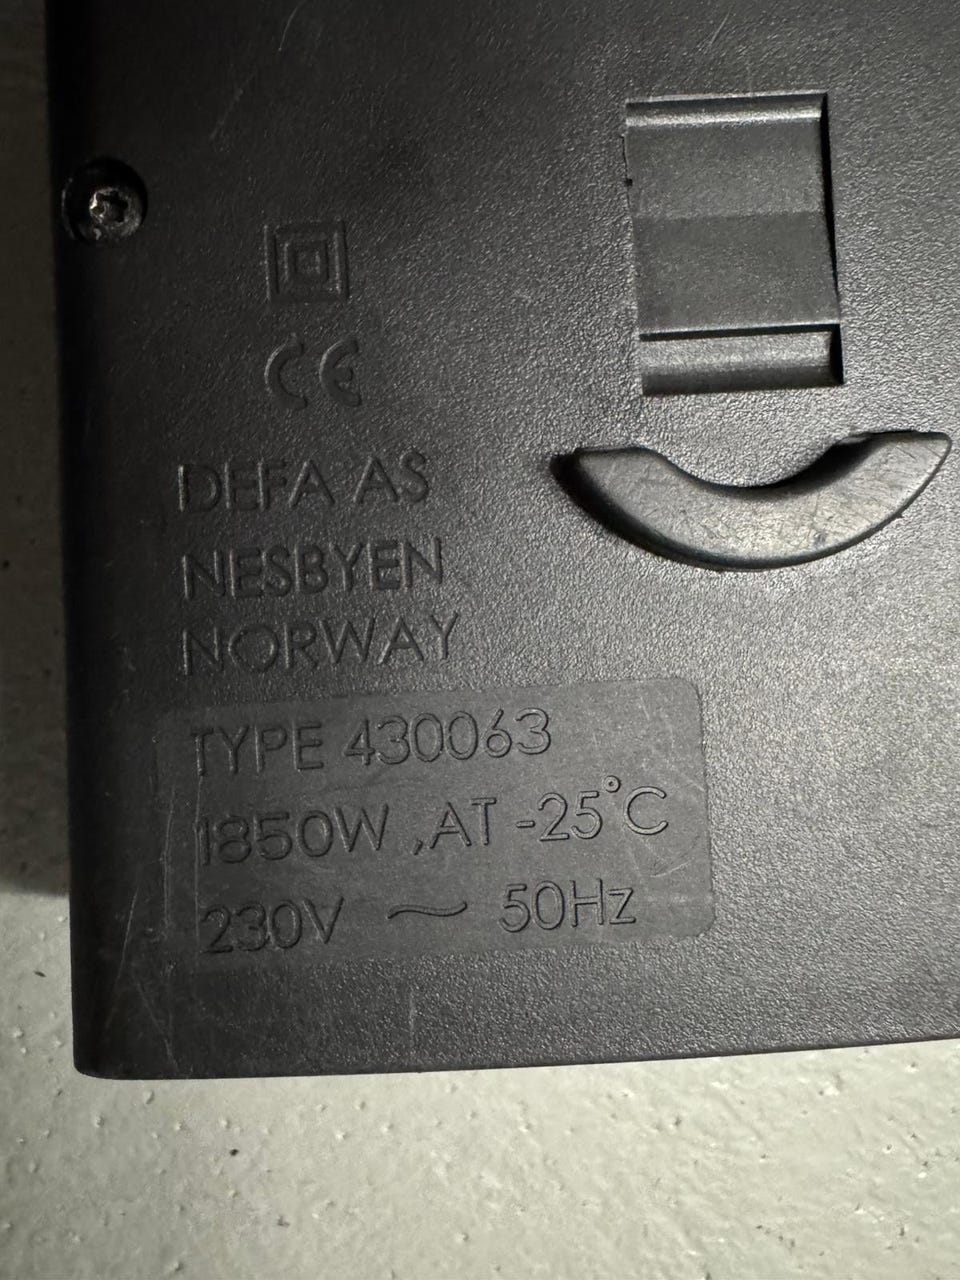 CE
DEFA AS
NESBYEN
NORWAY
TYPE 430063
1850W ,AT -25°C
230V ~ 50Hz